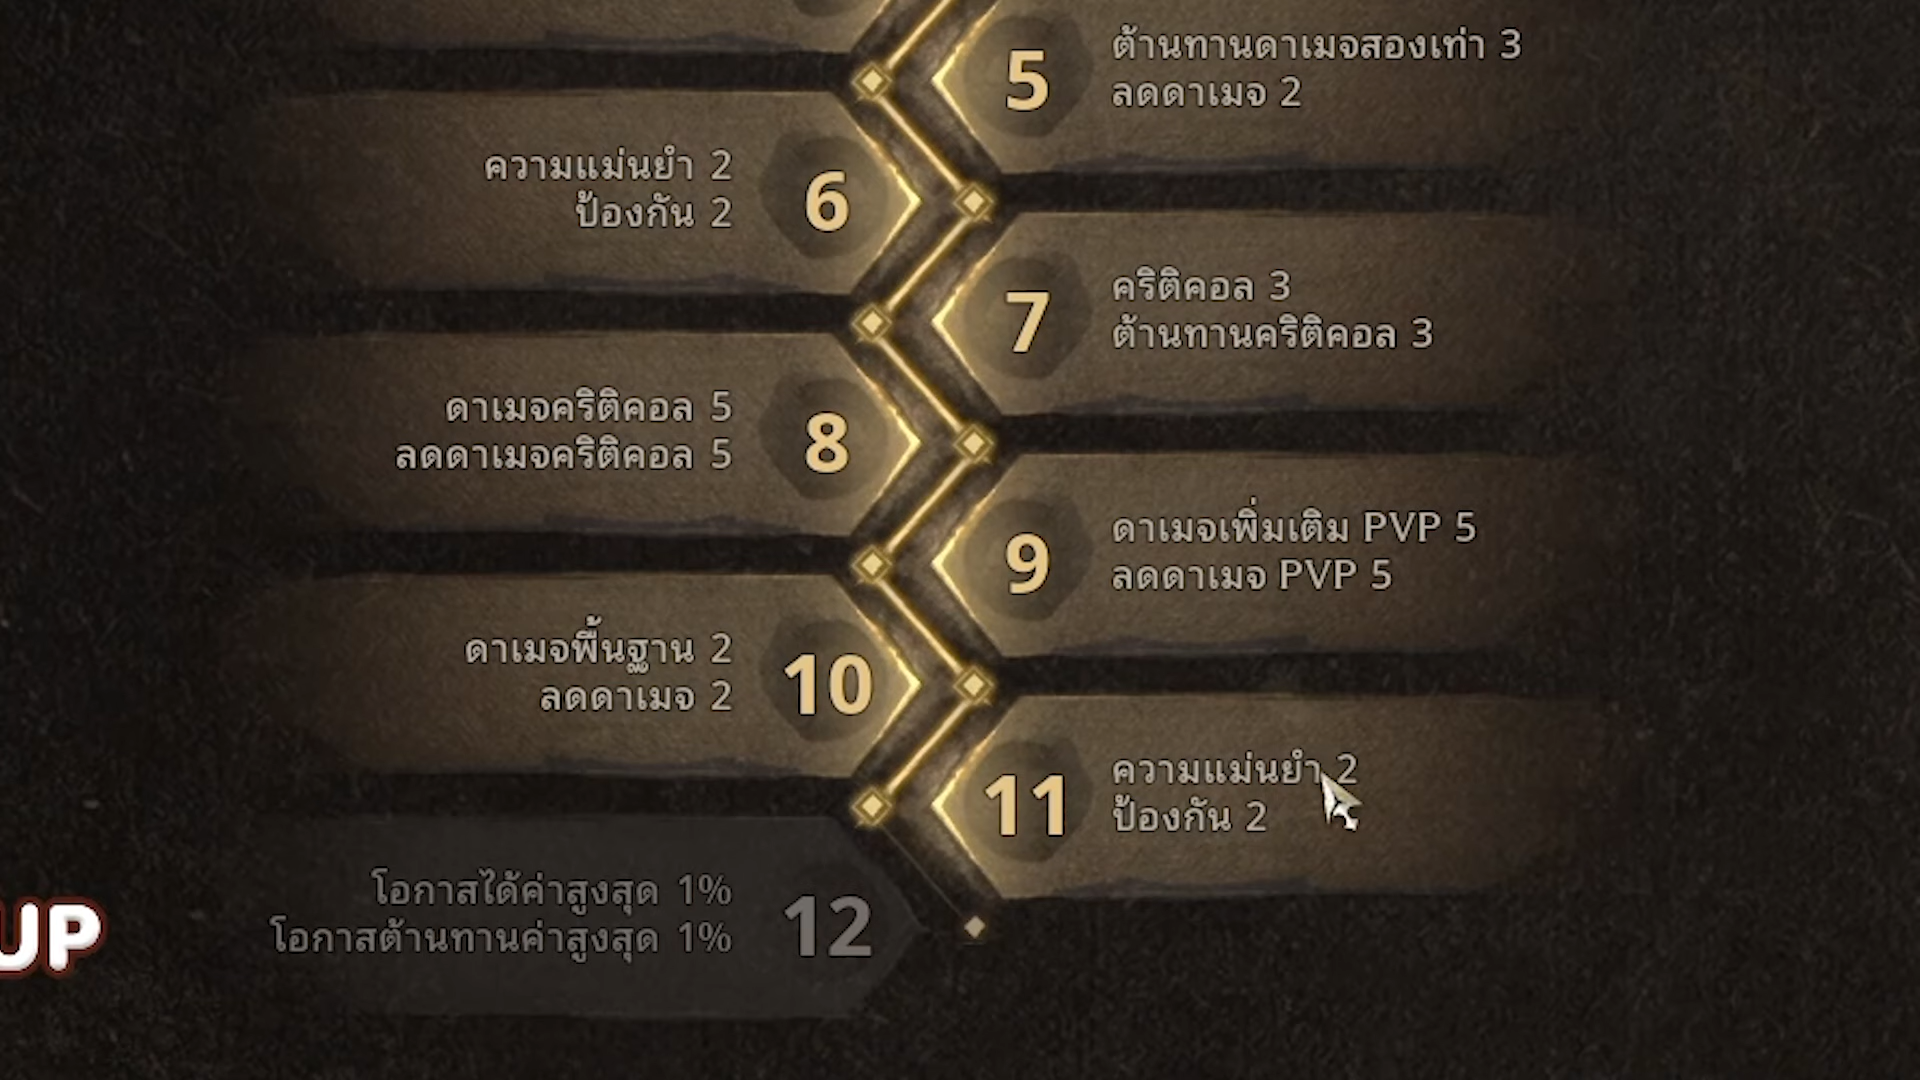 5
ต้านทานดาเมจสองเท่า 3
ลดดาเมจ 2
ความแม่นยำ 2
ป้องกัน 2
6
7
คริติคอล 3
ต้านทานคริติคอล 3
ดาเมจคริติคอล 5
ลดดาเมจคริติคอล 5
8
9
ดาเมจเพิ่มเติม PVP 5
ลดดาเมจ PVP 5
ดาเมจพื้นฐาน 2
ลดดาเมจ 2
10
11
ความแม่นยำ 2
ป้องกัน 2
โอกาสได้ค่าสูงสุด 1%
โอกาสต้านทานค่าสูงสุด 1%
12
UP